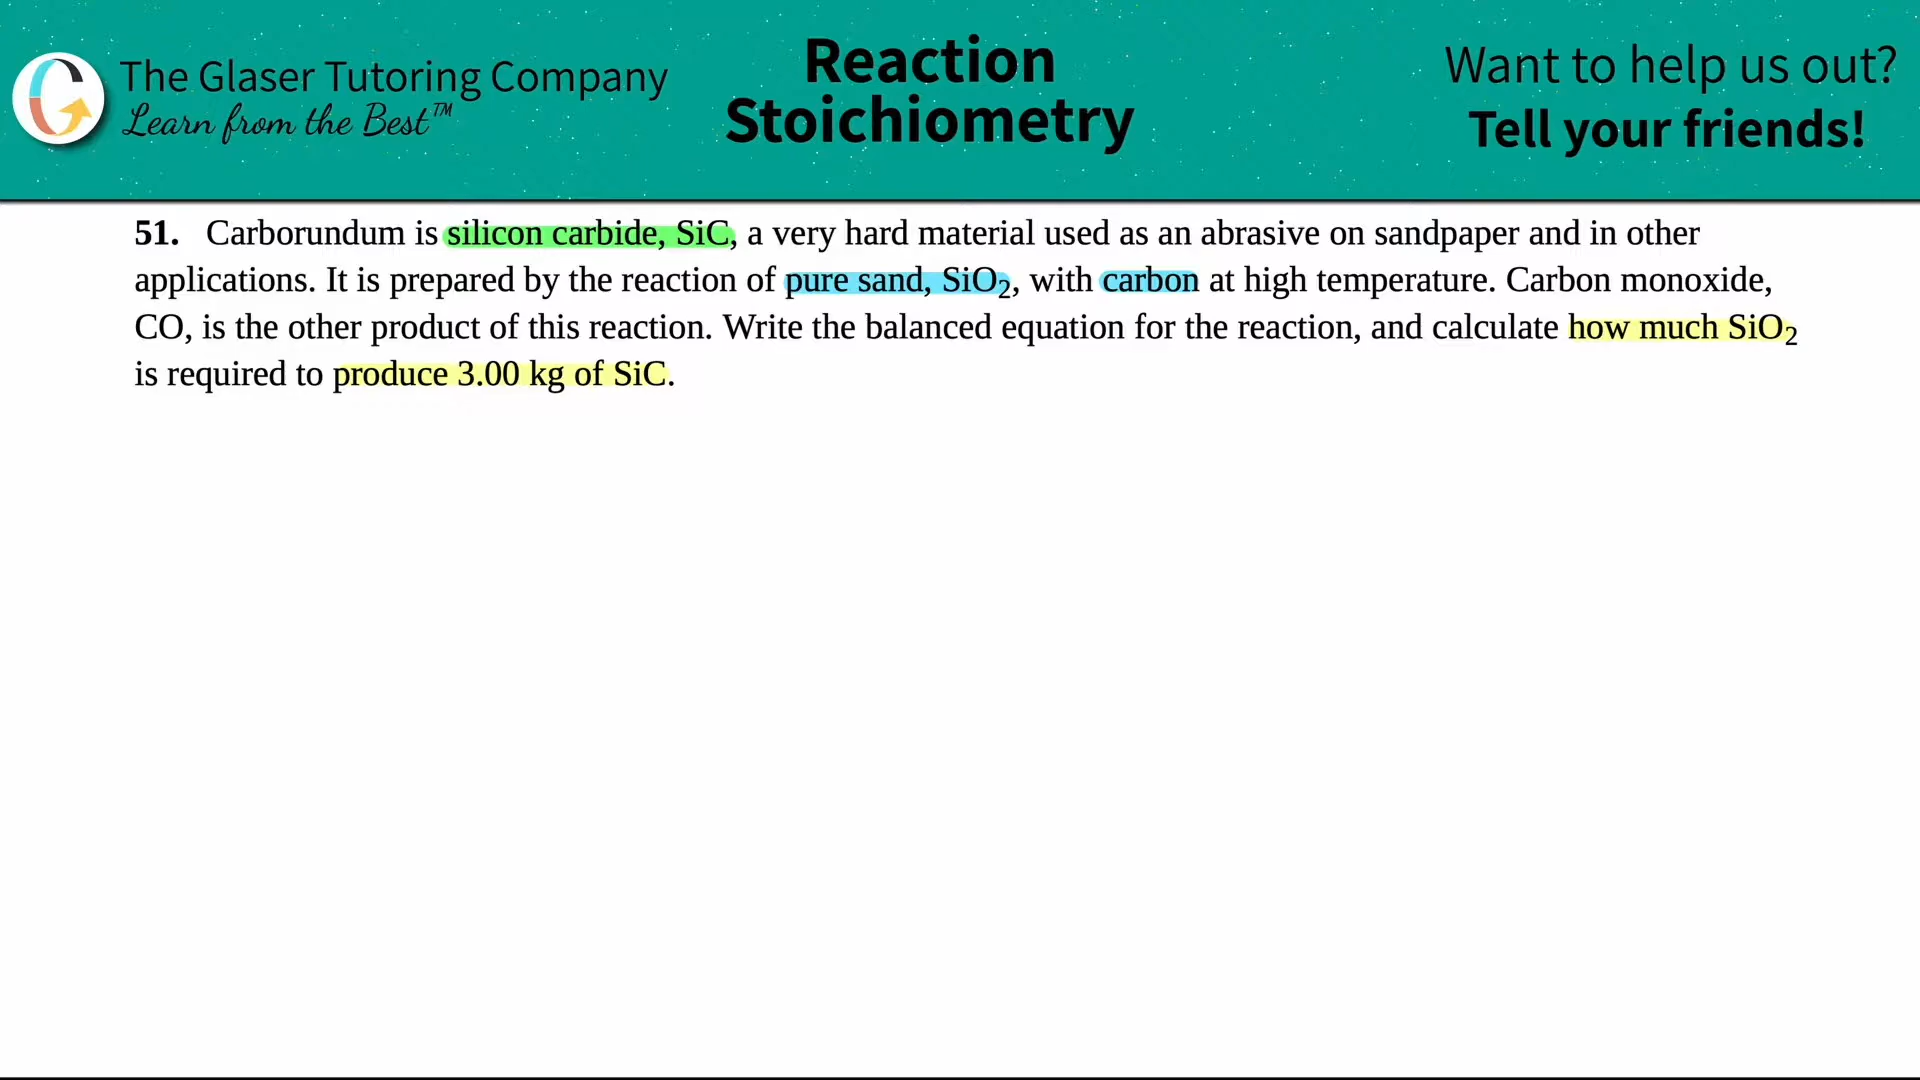 The Glaser Tutoring Company
Learn from the Best™
Reaction
Stoichiometry
Want to help us out?
Tell your friends!
51. Carborundum is silicon carbide, SiC, a very hard material used as an abrasive on sandpaper and in other
applications. It is prepared by the reaction of pure sand, SiO₂, with carbon at high temperature. Carbon monoxide,
CO, is the other product of this reaction. Write the balanced equation for the reaction, and calculate how much SiO₂
is required to produce 3.00 kg of SiC.